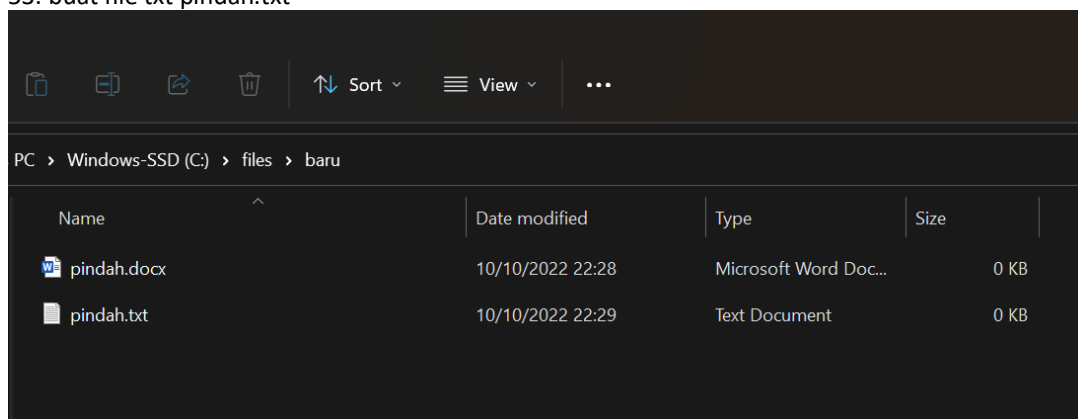 33. buat file txt pindah.txt
Sort View
PC > Windows-SSD (C:) > files > baru
Name Date modified Type Size
pindah.docx 10/10/2022 22:28 Microsoft Word Doc... 0 KB
pindah.txt 10/10/2022 22:29 Text Document 0 KB